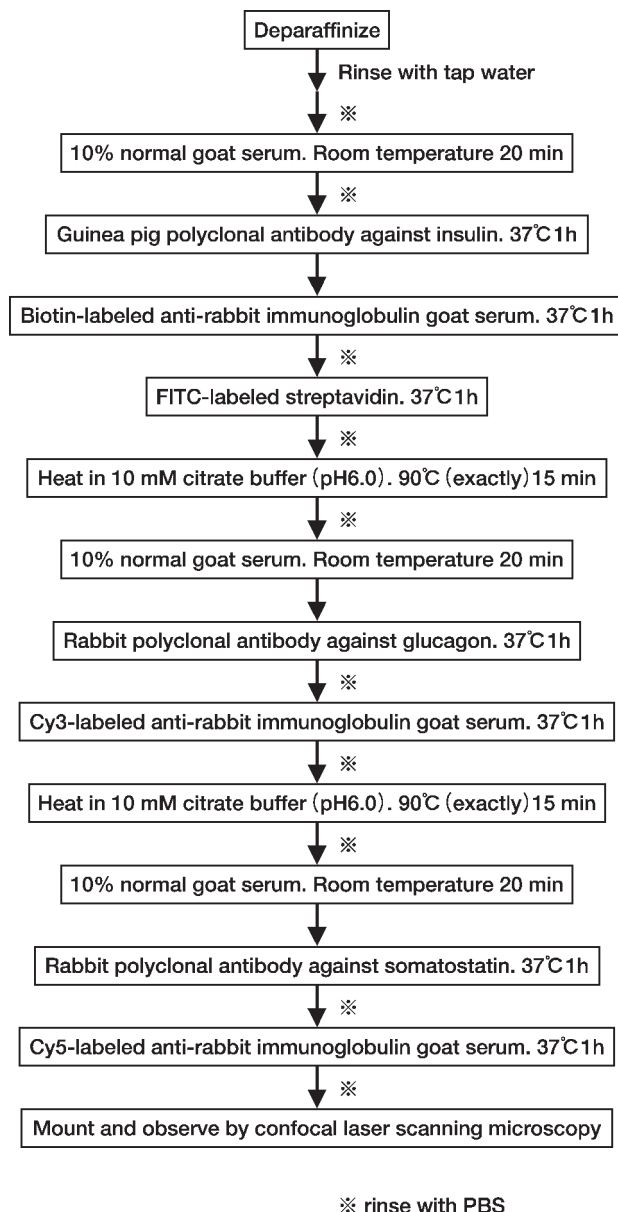 Deparaffinize
Rinse with tap water
※
10% normal goat serum. Room temperature 20 min
※
Guinea pig polyclonal antibody against insulin. 37℃1h
Biotin-labeled anti-rabbit immunoglobulin goat serum. 37℃1h
※
FITC-labeled streptavidin. 37℃1h
※
Heat in 10 mM citrate buffer (pH6.0). 90℃ (exactly) 15 min
※
10% normal goat serum. Room temperature 20 min
Rabbit polyclonal antibody against glucagon. 37℃1h
※
Cy3-labeled anti-rabbit immunoglobulin goat serum. 37℃1h
※
Heat in 10 mM citrate buffer (pH6.0). 90℃ (exactly) 15 min
※
10% normal goat serum. Room temperature 20 min
Rabbit polyclonal antibody against somatostatin. 37℃1h
※
Cy5-labeled anti-rabbit immunoglobulin goat serum. 37℃1h
※
Mount and observe by confocal laser scanning microscopy
※ rinse with PBS